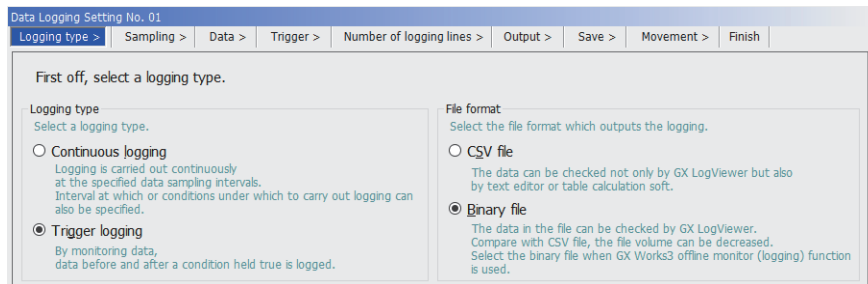 Data Logging Setting No. 01
Logging type > Sampling > Data > Trigger > Number of logging lines > Output > Save > Movement > Finish
First off, select a logging type.
Logging type
Select a logging type.
Continuous logging
Logging is carried out continuously
at the specified data sampling intervals.
Interval at which or conditions under which to carry out logging can
also be specified.
Trigger logging
By monitoring data,
data before and after a condition held true is logged.
File format
Select the file format which outputs the logging.
CSV file
The data can be checked not only by GX LogViewer but also
by text editor or table calculation soft.
Binary file
The data in the file can be checked by GX LogViewer.
Compare with CSV file, the file volume can be decreased.
Select the binary file when GX Works3 offline monitor (logging) function
is used.